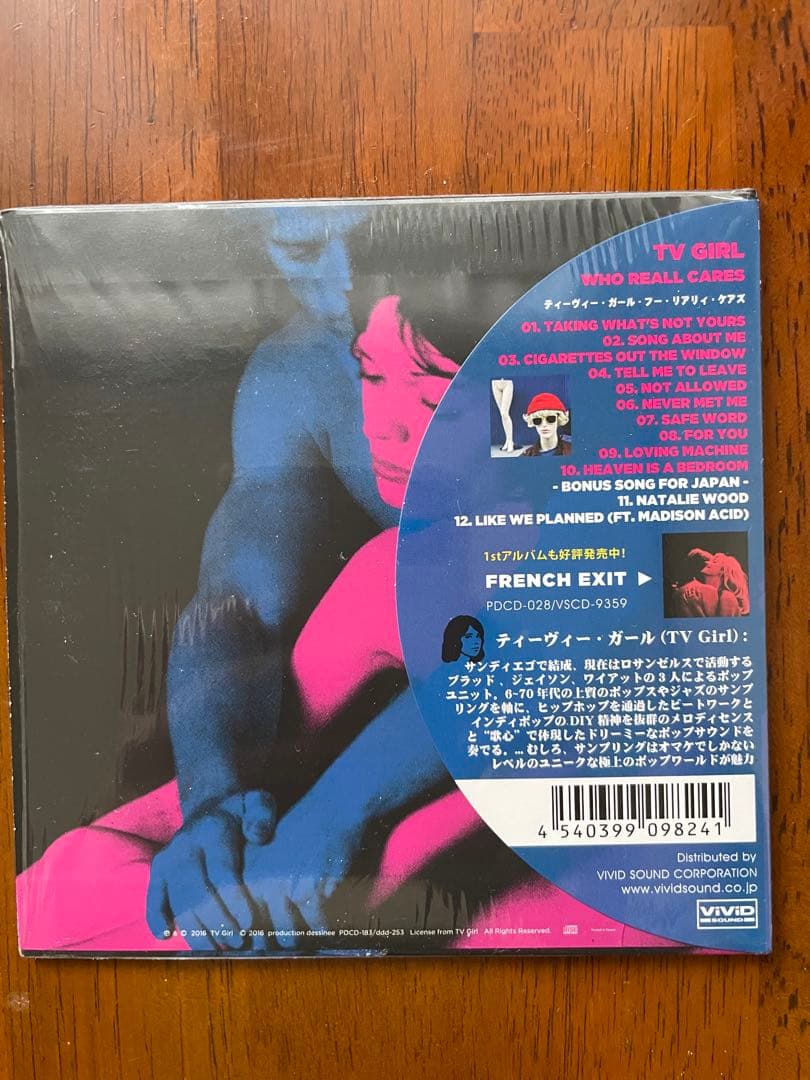 TV GIRL
WHO REALL CARES
ティーヴィー・ガール・フー・リアリィ・ケアズ
01. TAKING WHAT'S NOT YOURS
02. SONG ABOUT ME
03. CIGARETTES OUT THE WINDOW
04. TELL ME TO LEAVE
05, NOT ALLOWED
06. NEVER MET ME
07. SAFE WORD
08. FOR YOU
09. LOVING MACHINE
10. HEAVEN IS A BEDROOM
- BONUS SONG FOR JAPAN -
11. NATALIE WOOD
12. LIKE WE PLANNED (FT. MADISON ACID)
1stアルバムも好評発売中!
FRENCH EXIT ▶
PDCD-028/VSCD-9359
ティーヴィー・ガール (TV Girl) :
サンディエゴで結成、現在はロサンゼルスで活動する
ブラッド 、ジェイソン、ワイアットの3人によるポップ
ユニット。6-70年代の上質のポップスやジャズのサンプ
リングを軸に、ヒップホップを通過したビートワークと
インディポップのDIY精神を抜群のメロディセンス
と“歌心”で体現したドリーミーなポップサウンドを
奏でる。... むしろ、サンプリングはオマケでしかない
レベルのユニークな極上のポップワールドが魅力
4 540399 098241
Distributed by
VIVID SOUND CORPORATION
www.vividsound.co.jp
ViViD
SOUND
℗ & © 2016 TV Girl © 2016 production dessinee PDCD-183/ddd-253 License from TV Girl All Rights Reserved.